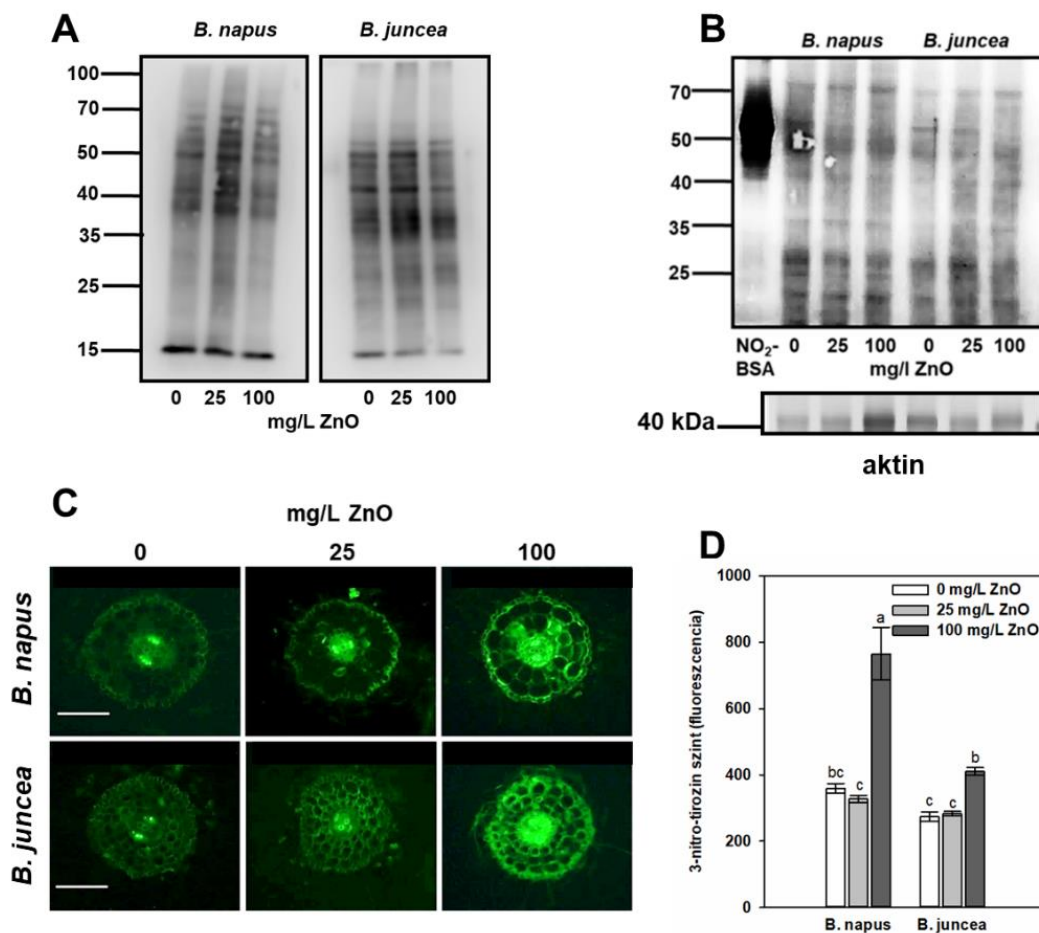 A
B. napus
B. juncea
100
70
50
40
35
25
15
0 25 100 0 25 100
mg/L ZnO
B
B. napus B. juncea
70
50
40
35
25
NO₂-
BSA
0 25 100 0 25 100
mg/l ZnO
40 kDa
aktin
C
mg/L ZnO
0 25 100
B. napus
B. juncea
D
3-nitro-tirozin szint (fluoreszcencia)
1000
800
600
400
200
0
0 mg/L ZnO
25 mg/L ZnO
100 mg/L ZnO
bc c a c c b
B. napus B. juncea